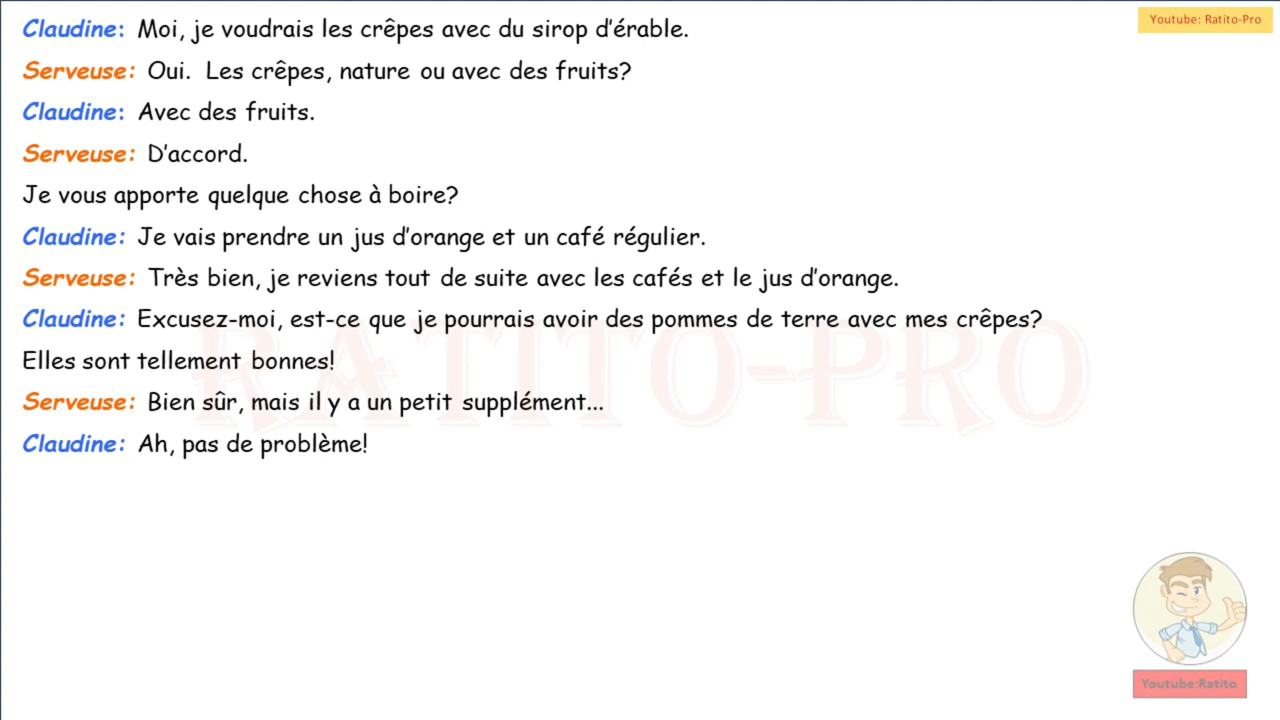 Youtube: Ratito-Pro
Claudine: Moi, je voudrais les crêpes avec du sirop d'érable.
Serveuse: Oui. Les crêpes, nature ou avec des fruits?
Claudine: Avec des fruits.
Serveuse: D'accord.
Je vous apporte quelque chose à boire?
Claudine: Je vais prendre un jus d'orange et un café régulier.
Serveuse: Très bien, je reviens tout de suite avec les cafés et le jus d'orange.
Claudine: Excusez-moi, est-ce que je pourrais avoir des pommes de terre avec mes crêpes?
Elles sont tellement bonnes!
Serveuse: Bien sûr, mais il y a un petit supplément...
Claudine: Ah, pas de problème!
RATITO-PRO
Youtube:Ratito